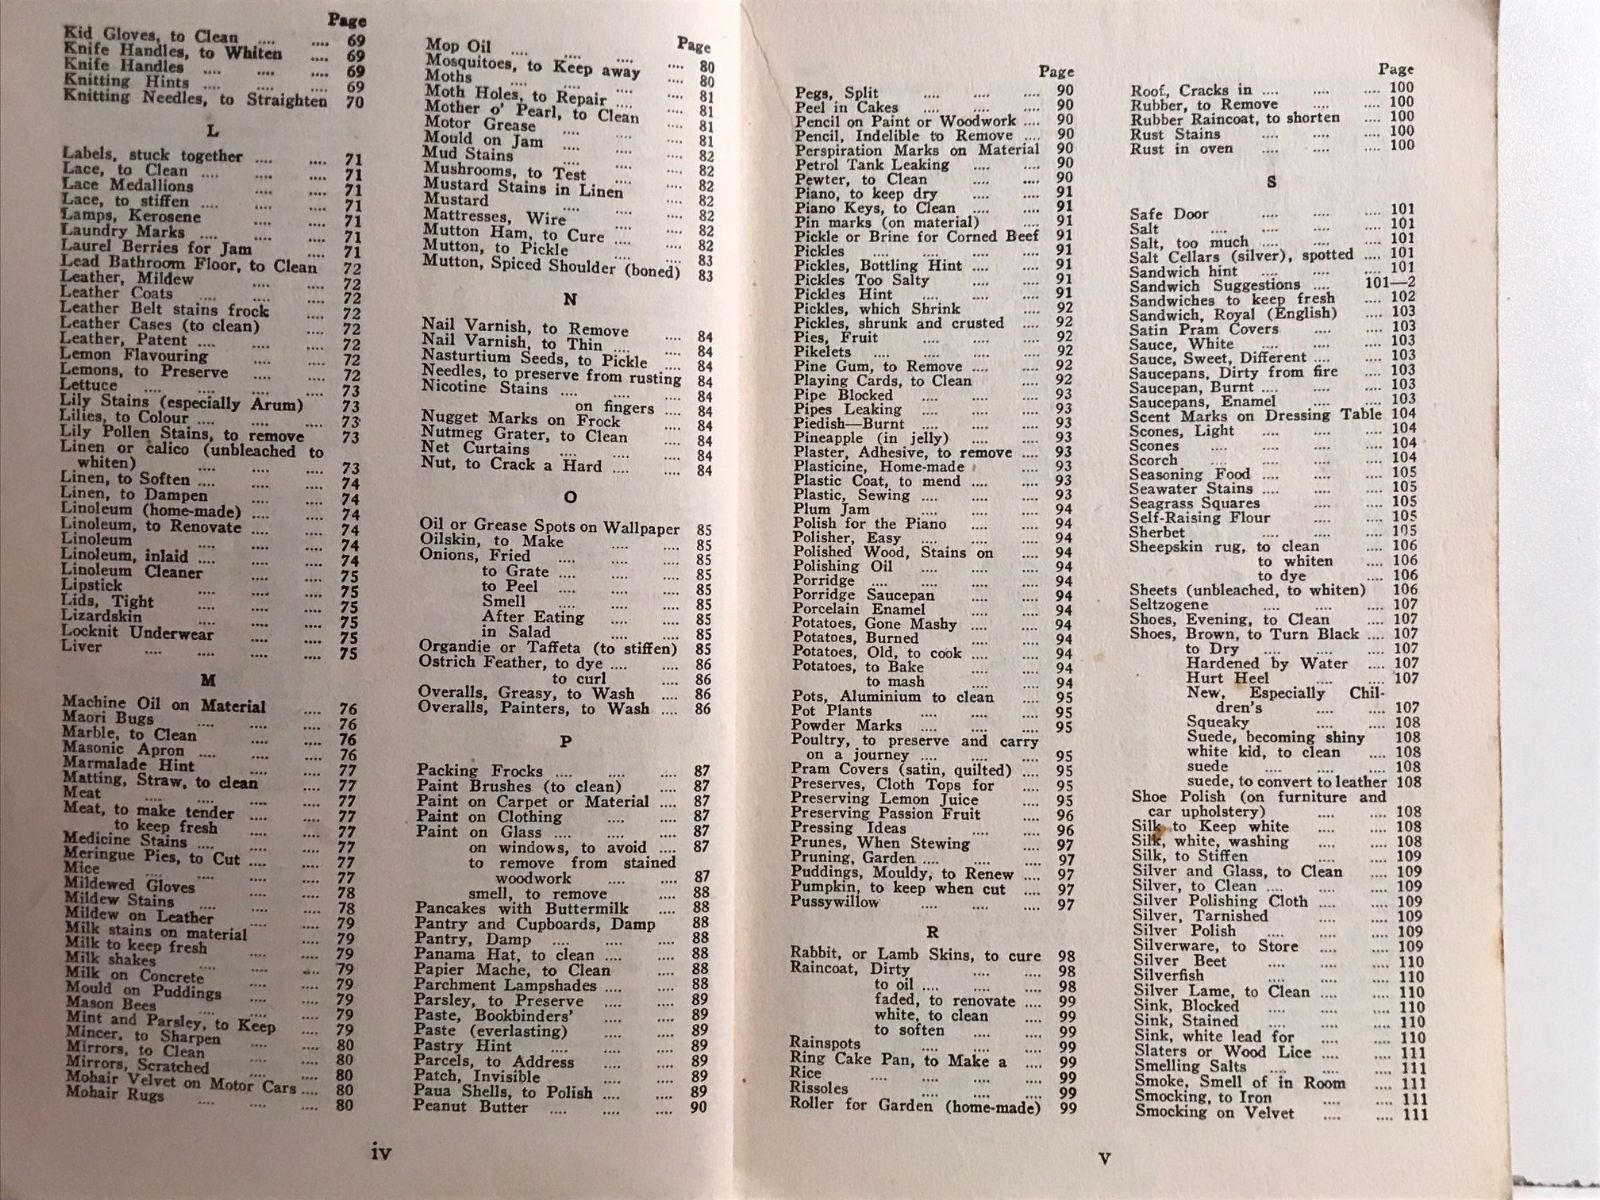 Page
Kid Gloves, to Clean .... .... 69
Knife Handles, to Whiten .... 69
Knife Handles .... .... .... 69
Knitting Hints .... .... .... 69
Knitting Needles, to Straighten 70
L
Labels, stuck together .... .... 71
Lace, to Clean .... .... .... 71
Lace Medallions .... .... 71
Lace, to stiffen .... .... .... 71
Lamps, Kerosene .... .... 71
Laundry Marks .... .... .... 71
Laurel Berries for Jam .... 71
Lead Bathroom Floor, to Clean 72
Leather, Mildew .... .... 72
Leather Coats .... .... .... 72
Leather Belt stains frock .... 72
Leather Cases (to clean) .... 72
Leather, Patent .... .... .... 72
Lemon Flavouring .... .... 72
Lemons, to Preserve .... .... 72
Lettuce .... .... .... .... 73
Lily Stains (especially Arum) 73
Lilies, to Colour .... .... .... 73
Lily Pollen Stains, to remove 73
Linen or calico (unbleached to
whiten) .... .... .... 73
Linen, to Soften .... .... .... 74
Linen, to Dampen .... .... 74
Linoleum (home-made) .... .... 74
Linoleum, to Renovate .... .... 74
Linoleum .... .... .... 74
Linoleum, inlaid .... .... .... 74
Linoleum Cleaner .... .... 75
Lipstick .... .... .... 75
Lids, Tight .... .... .... 75
Lizardskin .... .... .... 75
Locknit Underwear .... .... 75
Liver .... .... .... .... 75
M
Machine Oil on Material .... 76
Maori Bugs .... .... .... 76
Marble, to Clean .... .... 76
Masonic Apron .... .... .... 76
Marmalade Hint .... .... 77
Matting, Straw, to clean .... 77
Meat .... .... .... .... 77
Meat, to make tender .... 77
to keep fresh .... .... 77
Medicine Stains .... .... .... 77
Meringue Pies, to Cut .... .... 77
Mice .... .... .... .... 77
Mildewed Gloves .... .... 78
Mildew Stains .... .... .... 78
Mildew on Leather .... .... 79
Milk stains on material .... 79
Milk to keep fresh .... .... 79
Milk shakes .... .... .... 79
Milk on Concrete .... .... 79
Mould on Puddings .... .... 79
Mason Bees .... .... .... 79
Mint and Parsley, to Keep .... 79
Mincer, to Sharpen .... .... 80
Mirrors, to Clean .... .... 80
Mirrors, Scratched .... .... 80
Mohair Velvet on Motor Cars .... 80
Mohair Rugs .... .... .... 80
Page
Mop Oil .... .... .... 80
Mosquitoes, to Keep away .... 80
Moths .... .... .... .... 81
Moth Holes, to Repair .... .... 81
Mother o' Pearl, to Clean .... 81
Motor Grease .... .... .... 81
Mould on Jam .... .... .... 82
Mud Stains .... .... .... 82
Mushrooms, to Test .... .... 82
Mustard Stains in Linen .... 82
Mustard .... .... .... 82
Mattresses, Wire .... .... 82
Mutton Ham, to Cure .... .... 82
Mutton, to Pickle .... .... 83
Mutton, Spiced Shoulder (boned) 83
N
Nail Varnish, to Remove .... 84
Nail Varnish, to Thin .... .... 84
Nasturtium Seeds, to Pickle .... 84
Needles, to preserve from rusting 84
Nicotine Stains .... .... .... 84
on fingers .... 84
Nugget Marks on Frock .... 84
Nutmeg Grater, to Clean .... 84
Net Curtains .... .... .... 84
Nut, to Crack a Hard .... .... 84
O
Oil or Grease Spots on Wallpaper 85
Oilskin, to Make .... .... 85
Onions, Fried .... .... .... 85
to Grate .... .... .... 85
to Peel .... .... .... 85
Smell .... .... .... 85
After Eating .... .... 85
in Salad .... .... 85
Organdie or Taffeta (to stiffen) 85
Ostrich Feather, to dye .... .... 86
to curl .... .... 86
Overalls, Greasy, to Wash .... 86
Overalls, Painters, to Wash .... 86
P
Packing Frocks .... .... .... 87
Paint Brushes (to clean) .... 87
Paint on Carpet or Material .... 87
Paint on Clothing .... .... 87
Paint on Glass .... .... .... 87
on windows, to avoid .... 87
to remove from stained
woodwork .... .... 87
smell, to remove .... 88
Pancakes with Buttermilk .... 88
Pantry and Cupboards, Damp 88
Pantry, Damp .... .... .... 88
Panama Hat, to clean .... .... 88
Papier Mache, to Clean .... 88
Parchment Lampshades .... .... 88
Parsley, to Preserve .... .... 89
Paste, Bookbinders' .... .... 89
Paste (everlasting) .... .... 89
Pastry Hint .... .... .... 89
Parcels, to Address .... .... 89
Patch, Invisible .... .... 89
Paua Shells, to Polish .... .... 89
Peanut Butter .... .... .... 90
iv
Page
Pegs, Split .... .... .... 90
Peel in Cakes .... .... .... 90
Pencil on Paint or Woodwork .... 90
Pencil, Indelible to Remove .... 90
Perspiration Marks on Material 90
Petrol Tank Leaking .... .... 90
Pewter, to Clean .... .... 90
Piano, to keep dry .... .... 91
Piano Keys, to Clean .... .... 91
Pin marks (on material) .... 91
Pickle or Brine for Corned Beef 91
Pickles .... .... .... .... 91
Pickles, Bottling Hint .... .... 91
Pickles Too Salty .... .... 91
Pickles Hint .... .... .... 91
Pickles, which Shrink .... 92
Pickles, shrunk and crusted .... 92
Pies, Fruit .... .... .... 92
Pikelets .... .... .... .... 92
Pine Gum, to Remove .... .... 92
Playing Cards, to Clean .... 92
Pipe Blocked .... .... .... 93
Pipes Leaking .... .... .... 93
Piedish—Burnt .... .... .... 93
Pineapple (in jelly) .... .... 93
Plaster, Adhesive, to remove .... 93
Plasticine, Home-made .... 93
Plastic Coat, to mend .... .... 93
Plastic, Sewing .... .... .... 93
Plum Jam .... .... .... 94
Polish for the Piano .... .... 94
Polisher, Easy .... .... .... 94
Polished Wood, Stains on .... 94
Polishing Oil .... .... .... 94
Porridge .... .... .... .... 94
Porridge Saucepan .... .... 94
Porcelain Enamel .... .... 94
Potatoes, Gone Mashy .... .... 94
Potatoes, Burned .... .... 94
Potatoes, Old, to cook .... .... 94
Potatoes, to Bake .... .... 94
to mash .... .... 94
Pots, Aluminium to clean .... 95
Pot Plants .... .... .... 95
Powder Marks .... .... .... 95
Poultry, to preserve and carry
on a journey .... .... .... 95
Pram Covers (satin, quilted) .... 95
Preserves, Cloth Tops for .... 95
Preserving Lemon Juice .... 95
Preserving Passion Fruit .... 96
Pressing Ideas .... .... 96
Prunes, When Stewing .... 97
Pruning, Garden .... .... .... 97
Puddings, Mouldy, to Renew .... 97
Pumpkin, to keep when cut .... 97
Pussywillow .... .... .... 97
R
Rabbit, or Lamb Skins, to cure 98
Raincoat, Dirty .... .... 98
to oil .... .... .... 98
faded, to renovate .... 99
white, to clean .... 99
to soften .... .... 99
Rainspots .... .... .... 99
Ring Cake Pan, to Make a .... 99
Rice .... .... .... .... 99
Rissoles .... .... .... .... 99
Roller for Garden (home-made) 99
Page
Roof, Cracks in .... .... .... 100
Rubber, to Remove .... .... 100
Rubber Raincoat, to shorten .... 100
Rust Stains .... .... .... 100
Rust in oven .... .... .... 100
S
Safe Door .... .... .... 101
Salt .... .... .... .... 101
Salt, too much .... .... .... 101
Salt Cellars (silver), spotted .... 101
Sandwich hint .... .... .... 101
Sandwich Suggestions .... 101—2
Sandwiches to keep fresh .... 102
Sandwich, Royal (English) .... 103
Satin Pram Covers .... .... 103
Sauce, White .... .... .... 103
Sauce, Sweet, Different .... .... 103
Saucepans, Dirty from fire .... 103
Saucepan, Burnt .... .... .... 103
Saucepans, Enamel .... .... 103
Scent Marks on Dressing Table 104
Scones, Light .... .... .... 104
Scones .... .... .... .... 104
Scorch .... .... .... .... 104
Seasoning Food .... .... .... 105
Seawater Stains .... .... .... 105
Seagrass Squares .... .... 105
Self-Raising Flour .... .... 105
Sherbet .... .... .... .... 105
Sheepskin rug, to clean .... 106
to whiten .... 106
to dye .... 106
Sheets (unbleached, to whiten) 106
Seltzogene .... .... .... 107
Shoes, Evening, to Clean .... 107
Shoes, Brown, to Turn Black .... 107
to Dry .... .... .... 107
Hardened by Water .... 107
Hurt Heel .... .... 107
New, Especially Chil-
dren's .... .... 107
Squeaky .... .... 108
Suede, becoming shiny 108
white kid, to clean .... 108
suede .... .... .... 108
suede, to convert to leather 108
Shoe Polish (on furniture and
car upholstery) .... .... 108
Silk to Keep white .... .... 108
Silk, white, washing .... .... 108
Silk, to Stiffen .... .... 109
Silver and Glass, to Clean .... 109
Silver, to Clean .... .... .... 109
Silver Polishing Cloth .... .... 109
Silver, Tarnished .... .... 109
Silver Polish .... .... .... 109
Silverware, to Store .... .... 109
Silver Beet .... .... .... 110
Silverfish .... .... .... 110
Silver Lame, to Clean .... .... 110
Sink, Blocked .... .... .... 110
Sink, Stained .... .... .... 110
Sink, white lead for .... .... 110
Slaters or Wood Lice .... .... 111
Smelling Salts .... .... .... 111
Smoke, Smell of in Room .... 111
Smocking, to Iron .... .... 111
Smocking on Velvet .... .... 111
v